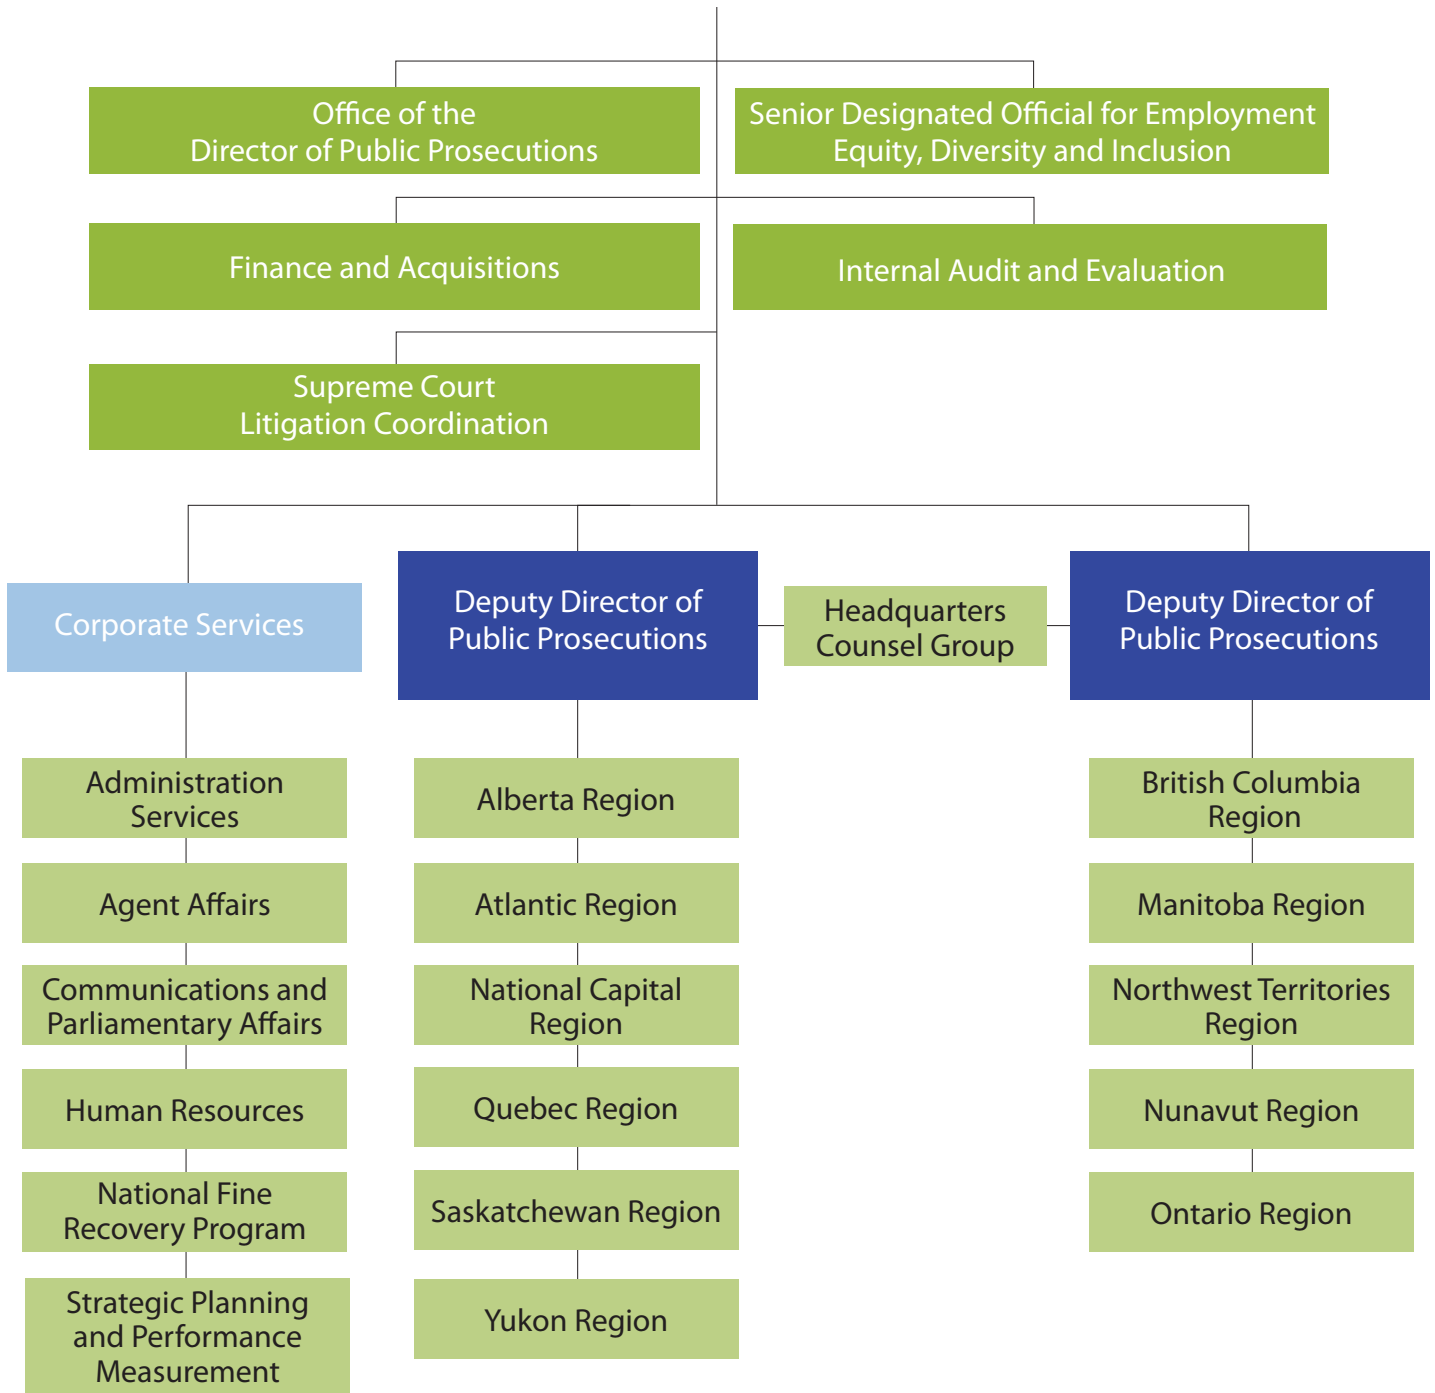 Office of the
Director of Public Prosecutions
Senior Designated Official for Employment
Equity, Diversity and Inclusion
Finance and Acquisitions
Internal Audit and Evaluation
Supreme Court
Litigation Coordination
Corporate Services
Deputy Director of
Public Prosecutions
Headquarters
Counsel Group
Deputy Director of
Public Prosecutions
Administration
Services
Agent Affairs
Communications and
Parliamentary Affairs
Human Resources
National Fine
Recovery Program
Strategic Planning
and Performance
Measurement
Alberta Region
Atlantic Region
National Capital
Region
Quebec Region
Saskatchewan Region
Yukon Region
British Columbia
Region
Manitoba Region
Northwest Territories
Region
Nunavut Region
Ontario Region